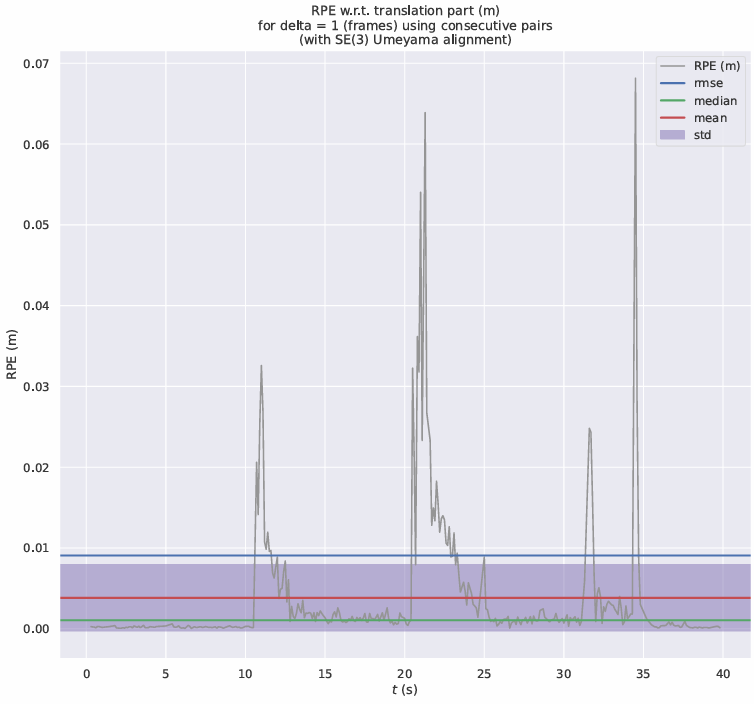 RPE w.r.t. translation part (m)
for delta = 1 (frames) using consecutive pairs
(with SE(3) Umeyama alignment)
RPE (m)
rmse
median
mean
std
0.07
0.06
0.05
0.04
0.03
0.02
0.01
0.00
RPE (m)
0 5 10 15 20 25 30 35 40
t (s)